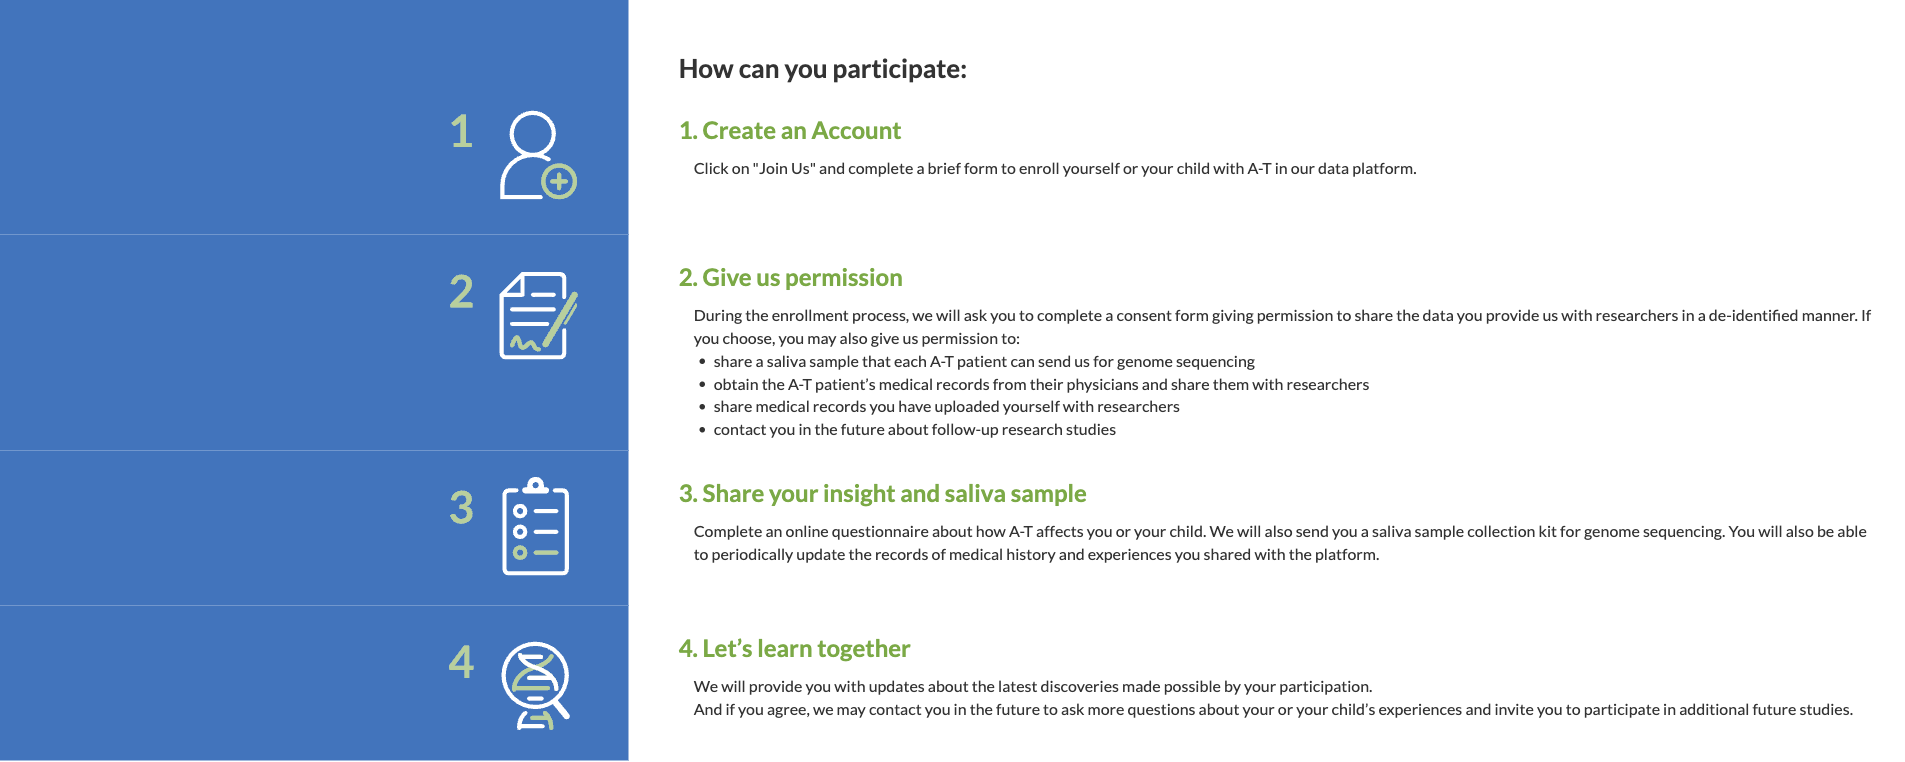 How can you participate:
1
1. Create an Account
Click on "Join Us" and complete a brief form to enroll yourself or your child with A-T in our data platform.
2
2. Give us permission
During the enrollment process, we will ask you to complete a consent form giving permission to share the data you provide us with researchers in a de-identified manner. If
you choose, you may also give us permission to:
• share a saliva sample that each A-T patient can send us for genome sequencing
• obtain the A-T patient’s medical records from their physicians and share them with researchers
• share medical records you have uploaded yourself with researchers
• contact you in the future about follow-up research studies
3
3. Share your insight and saliva sample
Complete an online questionnaire about how A-T affects you or your child. We will also send you a saliva sample collection kit for genome sequencing. You will also be able
to periodically update the records of medical history and experiences you shared with the platform.
4
4. Let’s learn together
We will provide you with updates about the latest discoveries made possible by your participation.
And if you agree, we may contact you in the future to ask more questions about your or your child’s experiences and invite you to participate in additional future studies.